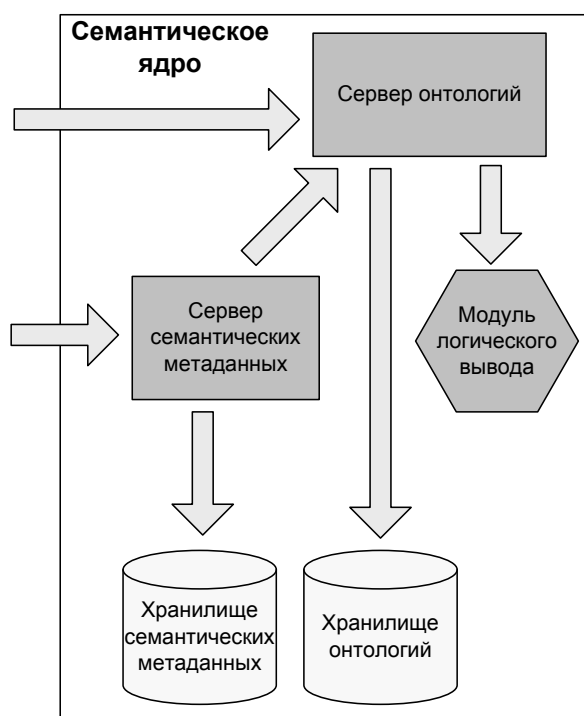 Семантическое
ядро
Сервер онтологий
Сервер
семантических
метаданных
Модуль
логического
вывода
Хранилище
семантических
метаданных
Хранилище
онтологий